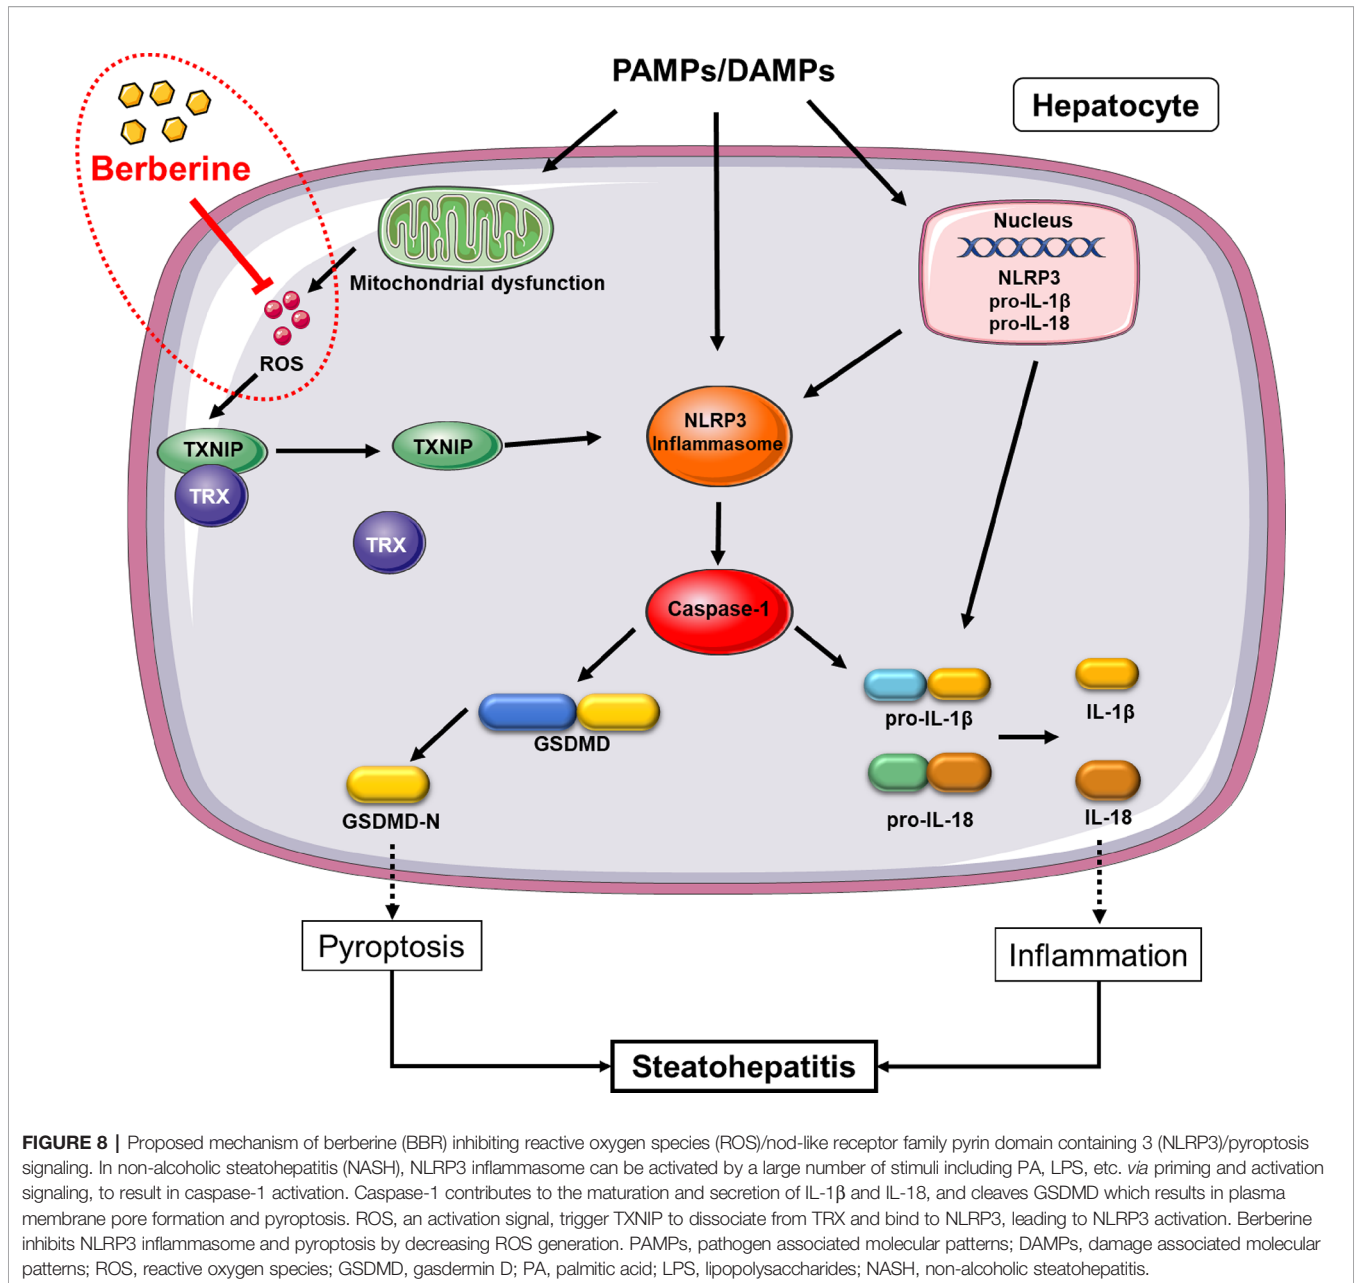 PAMPs/DAMPs
Hepatocyte
Berberine
Nucleus
NLRP3
pro-IL-1β
pro-IL-18
Mitochondrial dysfunction
ROS
TXNIP
TRX
TXNIP
TRX
NLRP3
Inflammasome
Caspase-1
GSDMD
GSDMD-N
pro-IL-1β
IL-1β
pro-IL-18
IL-18
Pyroptosis
Inflammation
Steatohepatitis
FIGURE 8 | Proposed mechanism of berberine (BBR) inhibiting reactive oxygen species (ROS)/nod-like receptor family pyrin domain containing 3 (NLRP3)/pyroptosis
signaling. In non-alcoholic steatohepatitis (NASH), NLRP3 inflammasome can be activated by a large number of stimuli including PA, LPS, etc. via priming and activation
signaling, to result in caspase-1 activation. Caspase-1 contributes to the maturation and secretion of IL-1β and IL-18, and cleaves GSDMD which results in plasma
membrane pore formation and pyroptosis. ROS, an activation signal, trigger TXNIP to dissociate from TRX and bind to NLRP3, leading to NLRP3 activation. Berberine
inhibits NLRP3 inflammasome and pyroptosis by decreasing ROS generation. PAMPs, pathogen associated molecular patterns; DAMPs, damage associated molecular
patterns; ROS, reactive oxygen species; GSDMD, gasdermin D; PA, palmitic acid; LPS, lipopolysaccharides; NASH, non-alcoholic steatohepatitis.